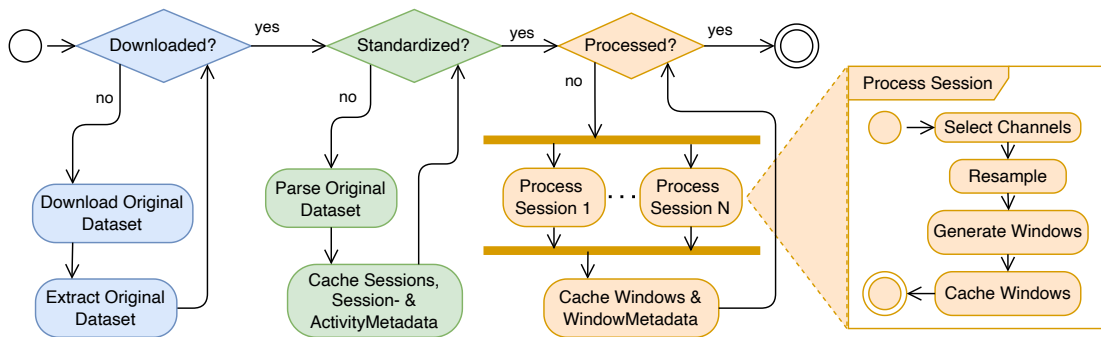 Downloaded?
yes
no
Download Original
Dataset
Extract Original
Dataset
Standardized?
yes
no
Parse Original
Dataset
Cache Sessions,
Session- &
ActivityMetadata
Processed?
yes
no
Process
Session 1
Process
Session N
Cache Windows &
WindowMetadata
Process Session
Select Channels
Resample
Generate Windows
Cache Windows